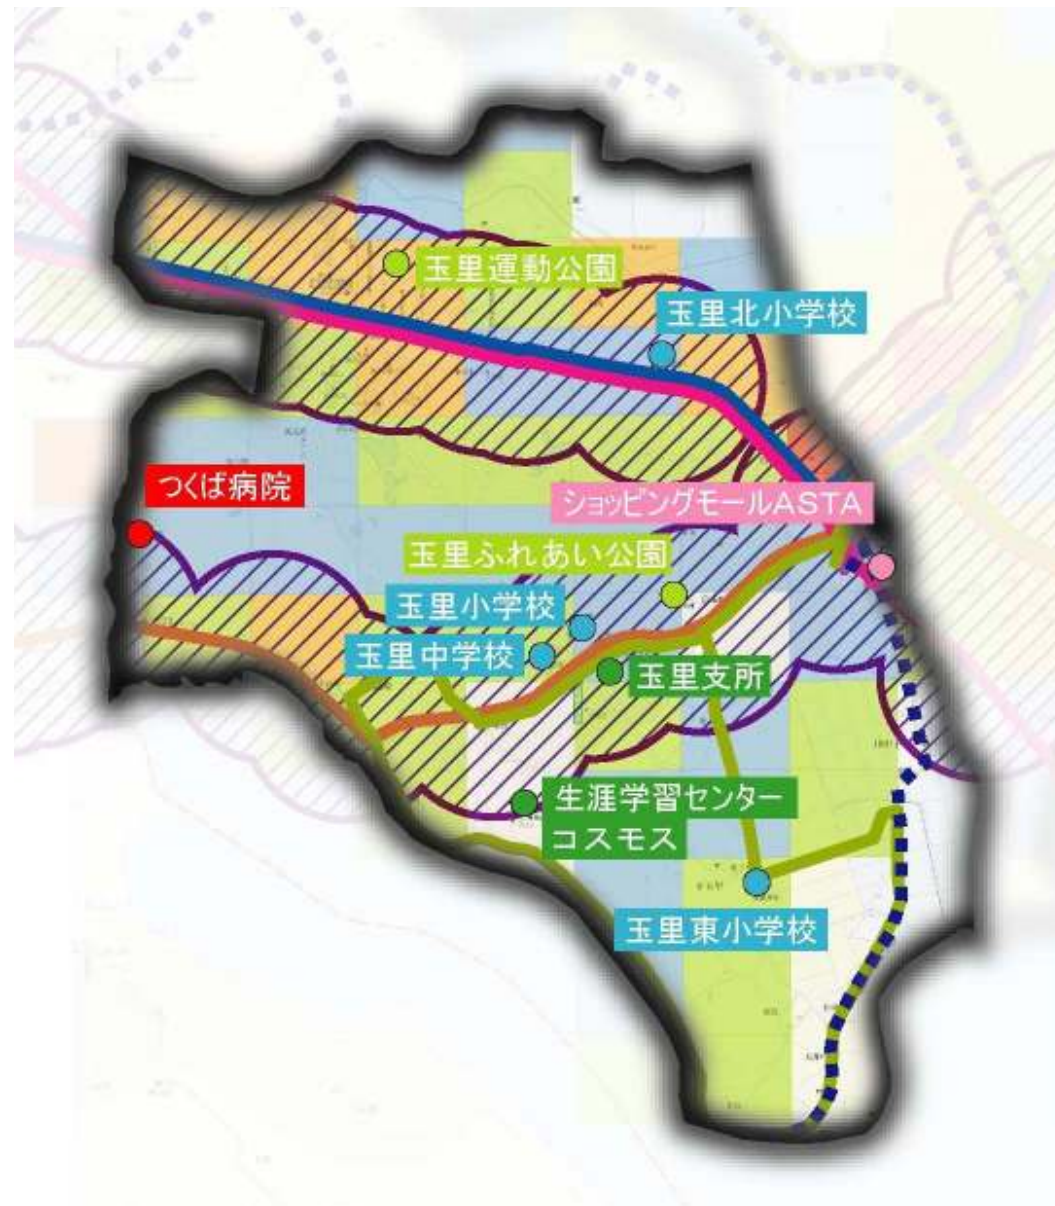 玉里運動公園
玉里北小学校
つくば病院
ショッピングモールASTA
玉里ふれあい公園
玉里小学校
玉里中学校
玉里支所
生涯学習センター
コスモス
玉里東小学校